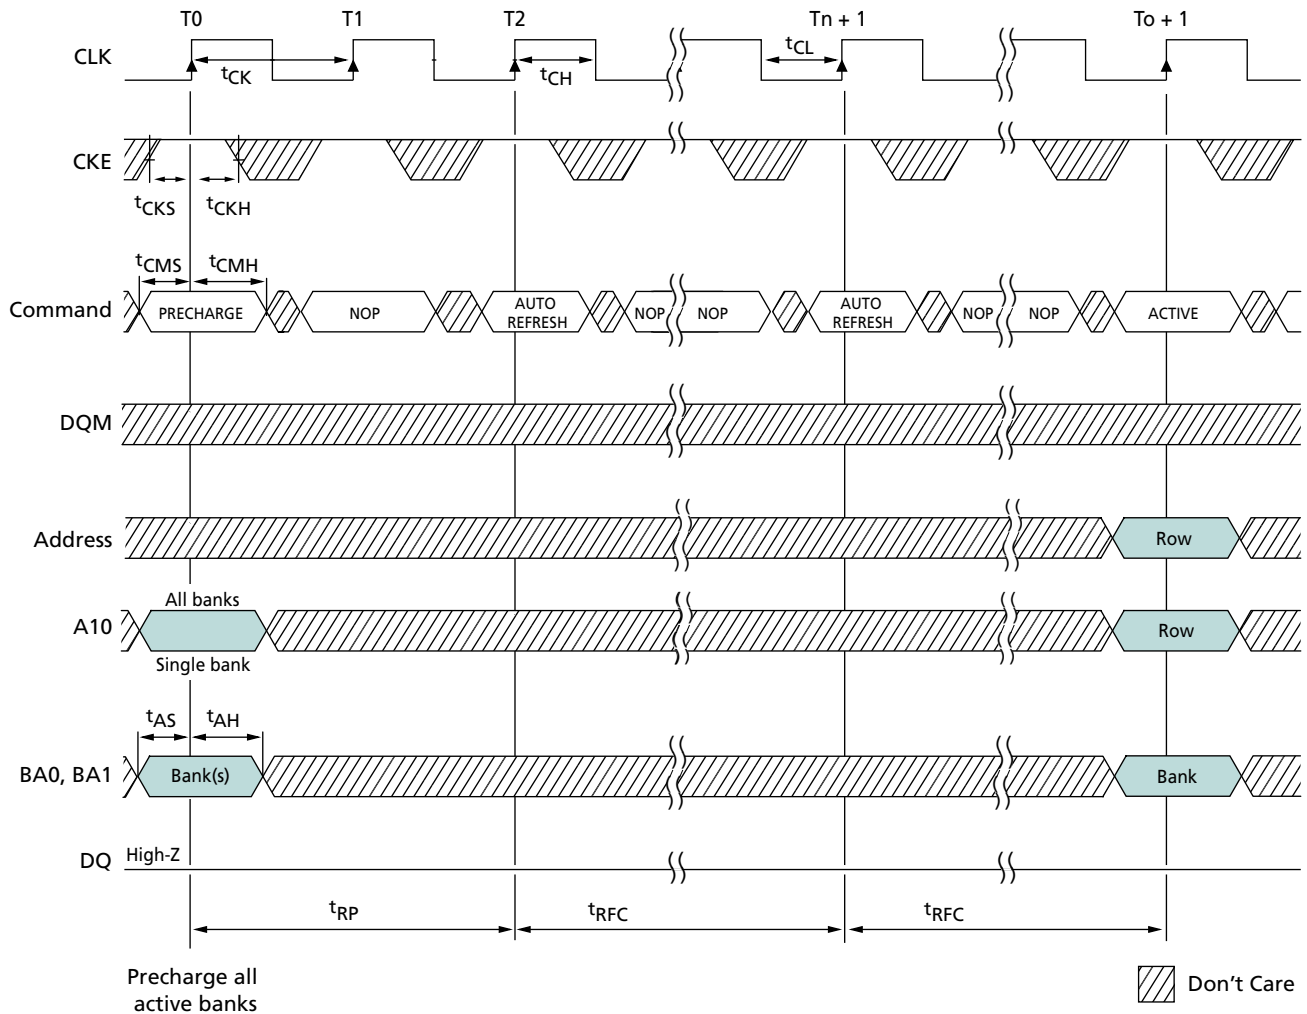 T0 T1 T2 Tn + 1 To + 1
CLK
tCK tCH tCL
CKE
tCKS tCKH
tCMS tCMH
Command PRECHARGE NOP AUTO REFRESH NOP NOP AUTO REFRESH NOP NOP ACTIVE
DQM
Address Row
All banks
A10 Row
Single bank
tAS tAH
BA0, BA1 Bank(s) Bank
DQ High-Z
tRP tRFC tRFC
Precharge all
active banks
Don't Care